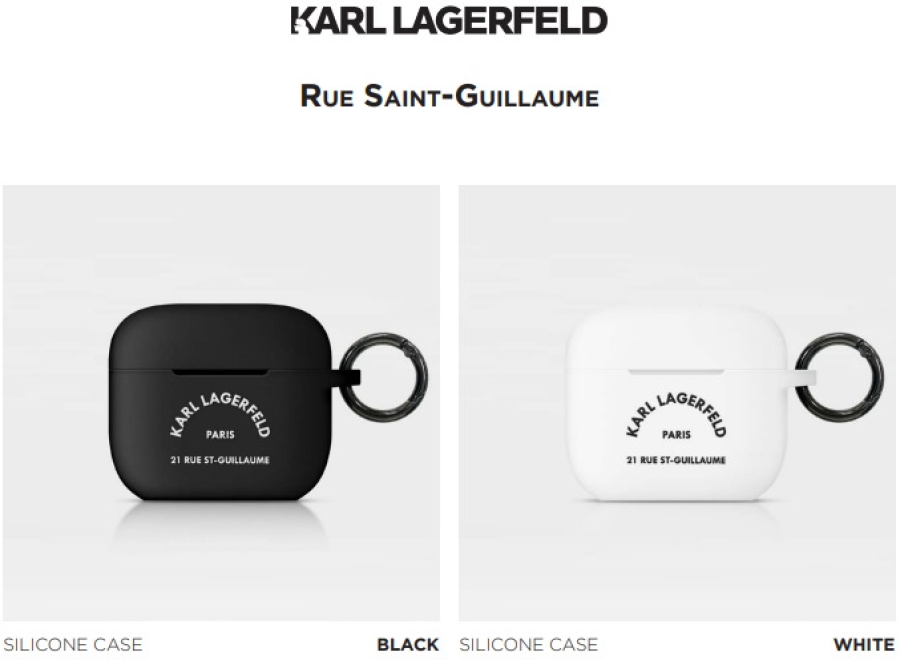 KARL LAGERFELD
RUE SAINT-GUILLAUME
KARL LAGERFELD
PARIS
21 RUE ST-GUILLAUME
KARL LAGERFELD
PARIS
21 RUE ST-GUILLAUME
SILICONE CASE BLACK
SILICONE CASE WHITE